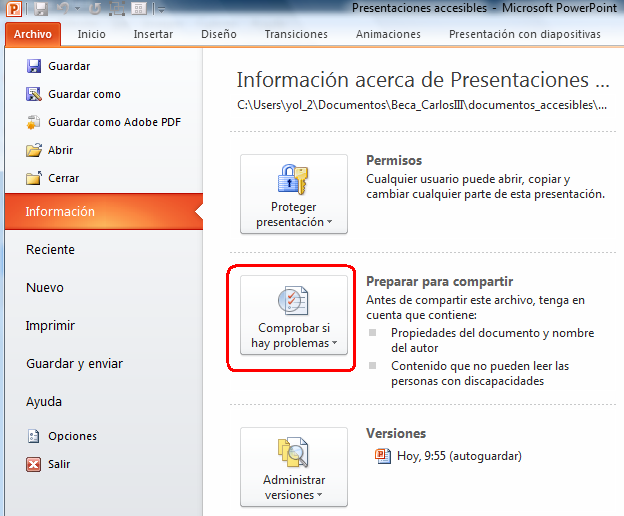 Presentaciones accesibles - Microsoft PowerPoint
Archivo Inicio Insertar Diseño Transiciones Animaciones Presentación con diapositivas
Guardar
Guardar como
Guardar como Adobe PDF
Abrir
Cerrar
Información
Reciente
Nuevo
Imprimir
Guardar y enviar
Ayuda
Opciones
Salir
Información acerca de Presentaciones ...
C:\Users\yol_2\Documentos\Beca_CarlosIII\documentos_accesibles\...
Proteger
presentación
Permisos
Cualquier usuario puede abrir, copiar y
cambiar cualquier parte de esta presentación.
Comprobar si
hay problemas
Preparar para compartir
Antes de compartir este archivo, tenga en
cuenta que contiene:
Propiedades del documento y nombre
del autor
Contenido que no pueden leer las
personas con discapacidades
Administrar
versiones
Versiones
Hoy, 9:55 (autoguardar)